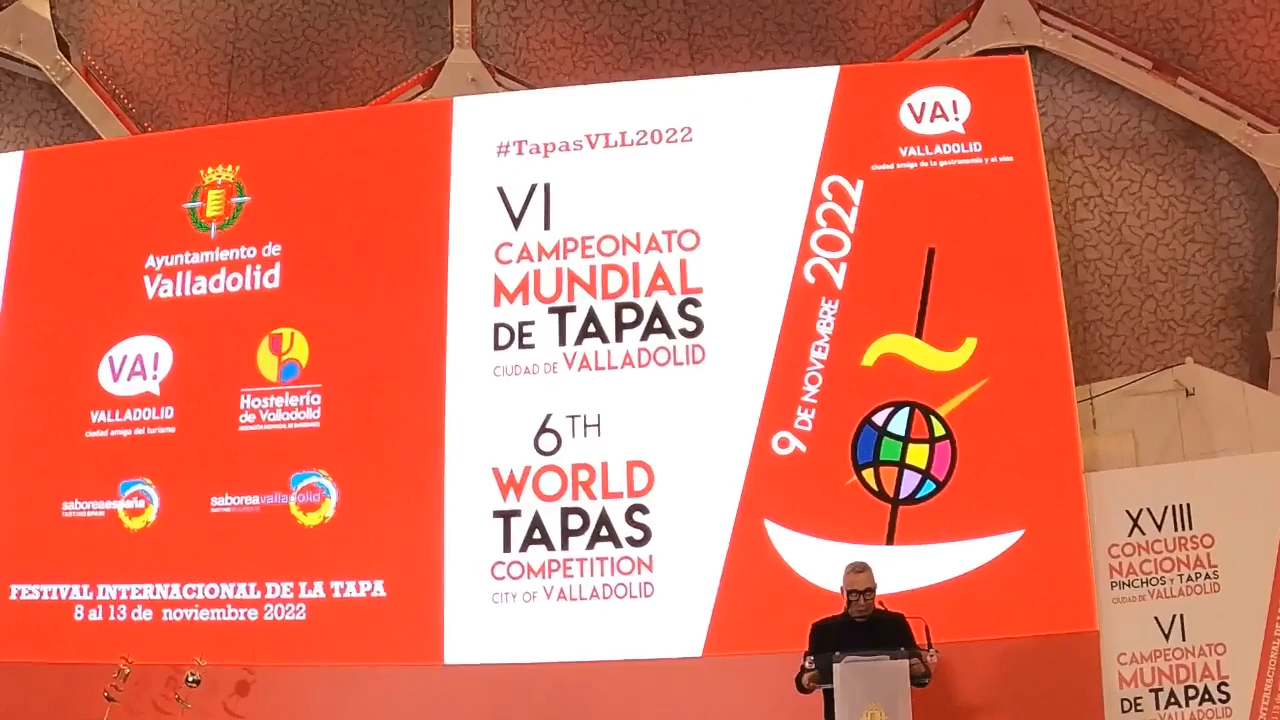 Ayuntamiento de
Valladolid
VA!
VALLADOLID
ciudad amiga del turismo
Hostelería
de Valladolid
saboreaespaña
saboreavalladolid
FESTIVAL INTERNACIONAL DE LA TAPA
8 al 13 de noviembre 2022
#TapasVLL2022
VI
CAMPEONATO
MUNDIAL
DE TAPAS
CIUDAD DE VALLADOLID
6TH
WORLD
TAPAS
COMPETITION
CITY OF VALLADOLID
9 DE NOVIEMBRE 2022
VA!
VALLADOLID
ciudad amiga de la gastronomía y el vino
XVIII
CONCURSO
NACIONAL
PINCHOS Y TAPAS
CIUDAD DE VALLADOLID
VI
CAMPEONATO
MUNDIAL
DE TAPAS
CIUDAD DE VALLADOLID